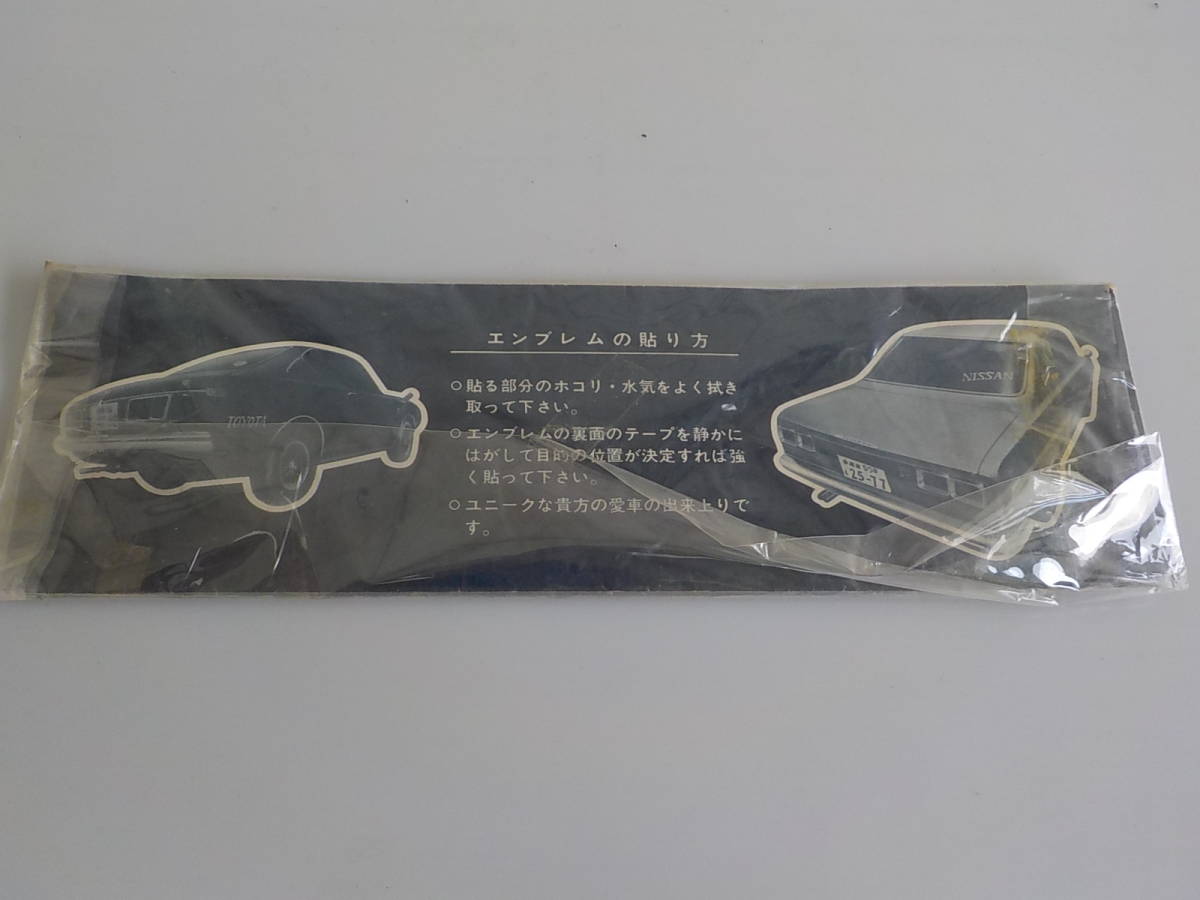 エンブレムの貼り方
○貼る部分のホコリ・水気をよく拭き
取って下さい。
○エンブレムの裏面のテープを静かに
はがして目的の位置が決定すれば強
く貼って下さい。
○ユニークな貴方の愛車の出来上りで
す。
TOYOTA
NISSAN
25-17